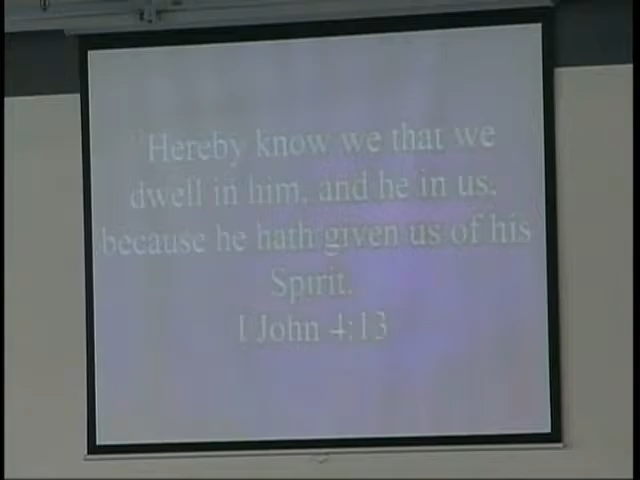 Hereby know we that we
dwell in him, and he in us,
because he hath given us of his
Spirit.
I John 4:13